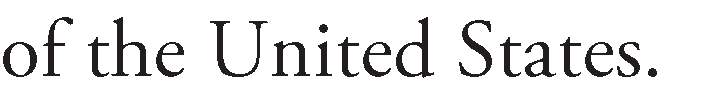 of the United States.